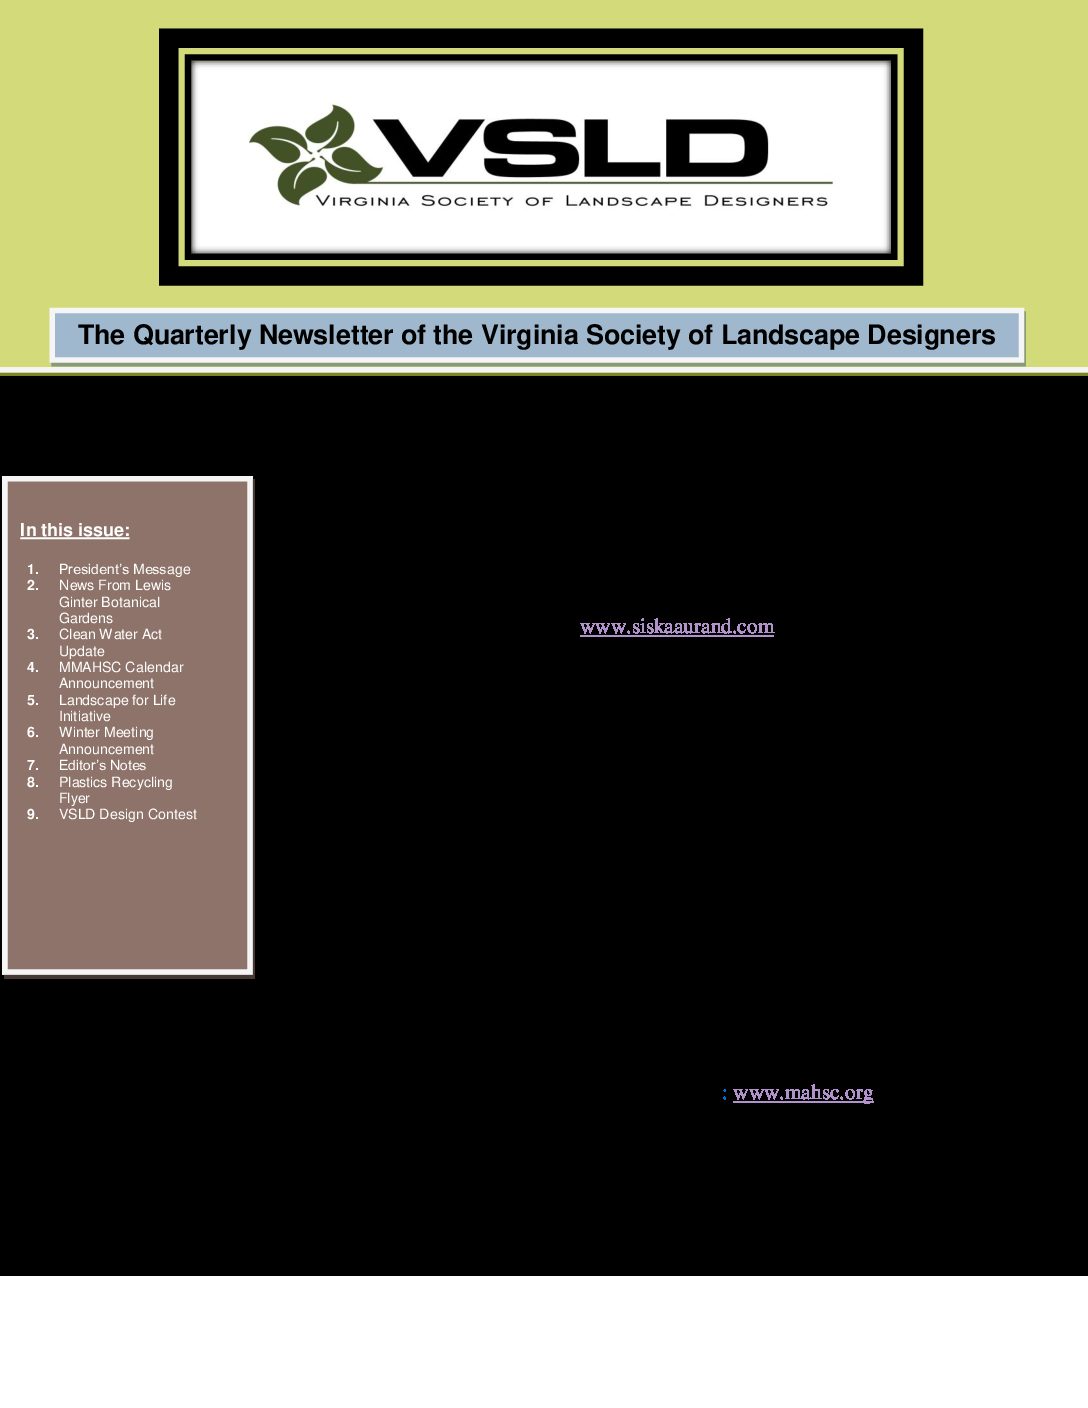 VSLD
VIRGINIA SOCIETY OF LANDSCAPE DESIGNERS
The Quarterly Newsletter of the Virginia Society of Landscape Designers
In this issue:
1. President's Message
2. News From Lewis
Ginter Botanical
Gardens
3. Clean Water Act
Update
4. MMAHSC Calendar
Announcement
5. Landscape for Life
Initiative
6. Winter Meeting
Announcement
7. Editor's Notes
8. Plastics Recycling
Flyer
9. VSLD Design Contest
www.siskaaurand.com
: www.mahsc.org